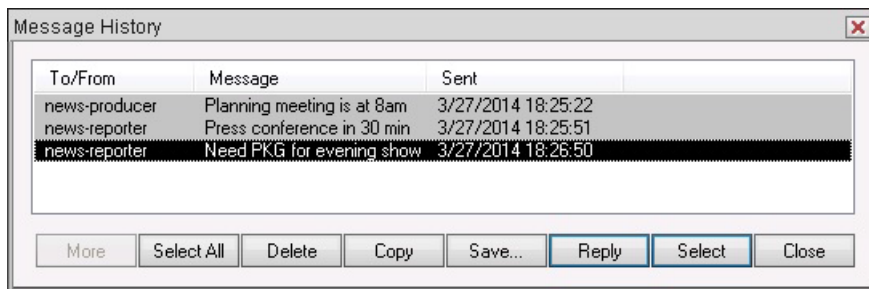 Message History
To/From Message Sent
news-producer Planning meeting is at 8am 3/27/2014 18:25:22
news-reporter Press conference in 30 min 3/27/2014 18:25:51
news-reporter Need PKG for evening show 3/27/2014 18:26:50
More Select All Delete Copy Save... Reply Select Close